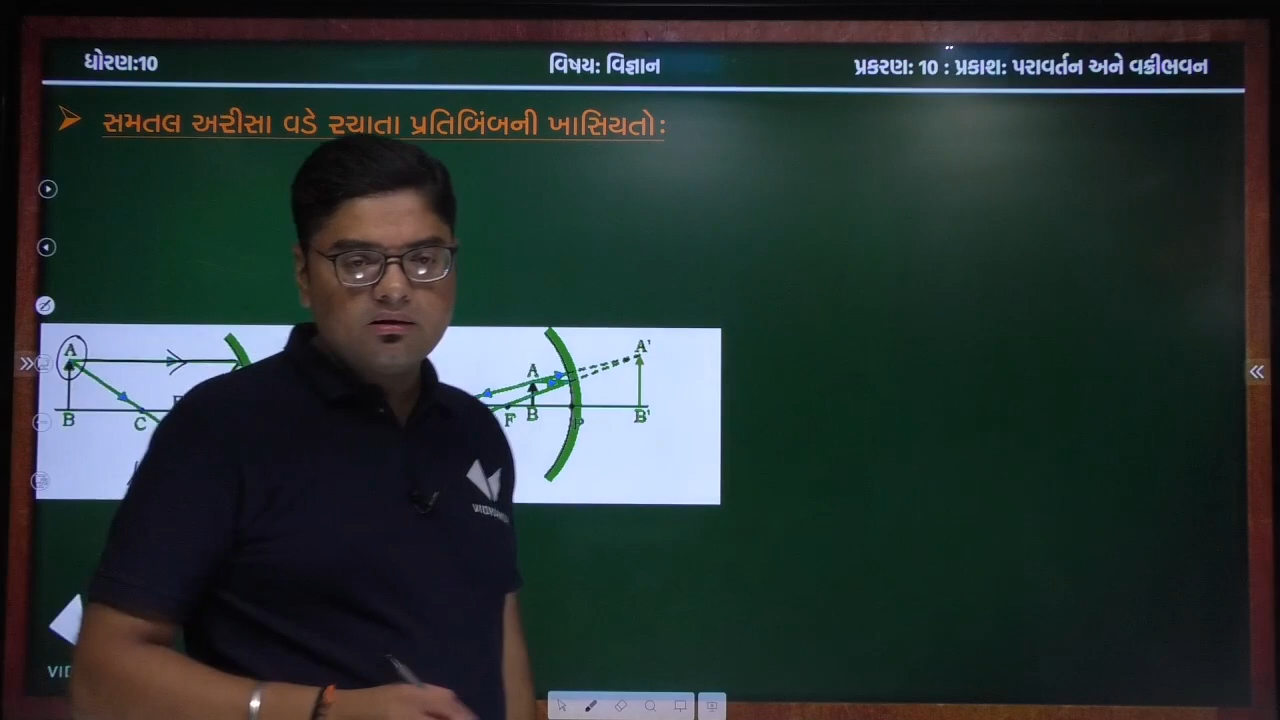 ધોરણ:10 વિષય: વિજ્ઞાન પ્રકરણ: 10 : પ્રકાશ: પરાવર્તન અને વક્રીભવન
સમતલ અરીસા વડે રચાતા પ્રતિબિંબની ખાસિયતો:
A A A'
B C F B P B'